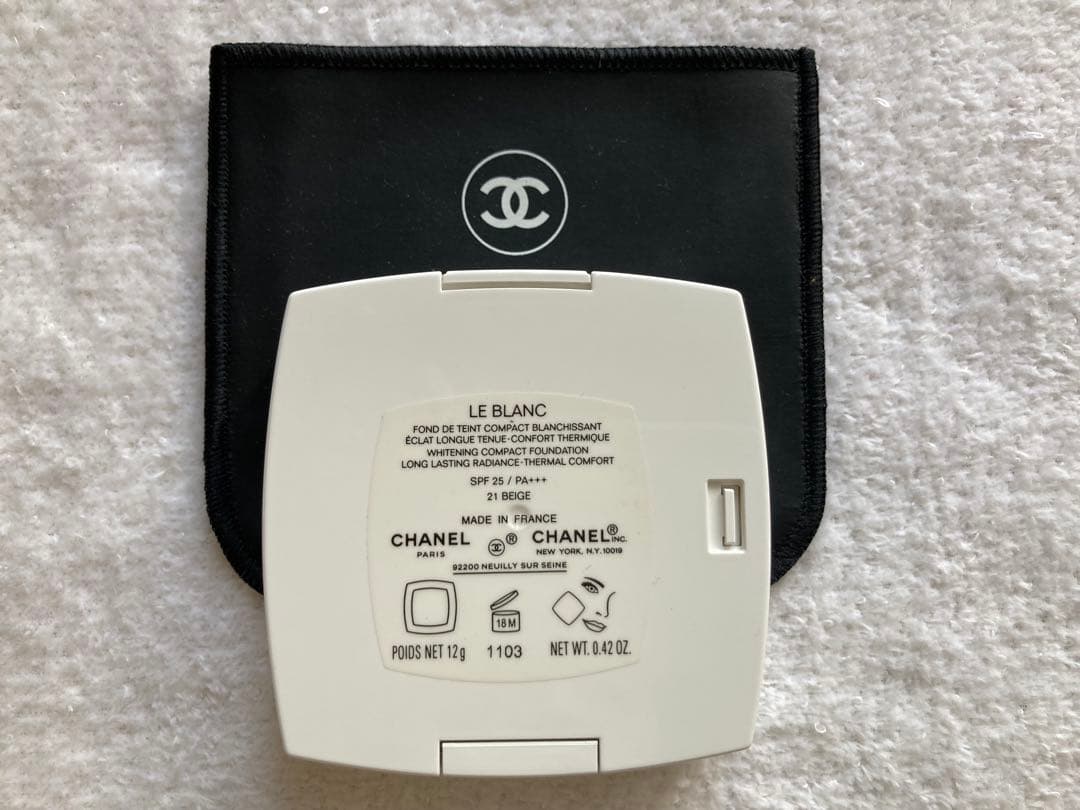 LE BLANC
FOND DE TEINT COMPACT BLANCHISSANT
ÉCLAT LONGUE TENUE-CONFORT THERMIQUE
WHITENING COMPACT FOUNDATION
LONG LASTING RADIANCE-THERMAL COMFORT
SPF 25 / PA+++
21 BEIGE
MADE IN FRANCE
CHANEL ® CHANEL® INC.
PARIS NEW YORK, N.Y. 10019
92200 NEUILLY SUR SEINE
18 M
POIDS NET 12g 1103 NET WT. 0.42 OZ.